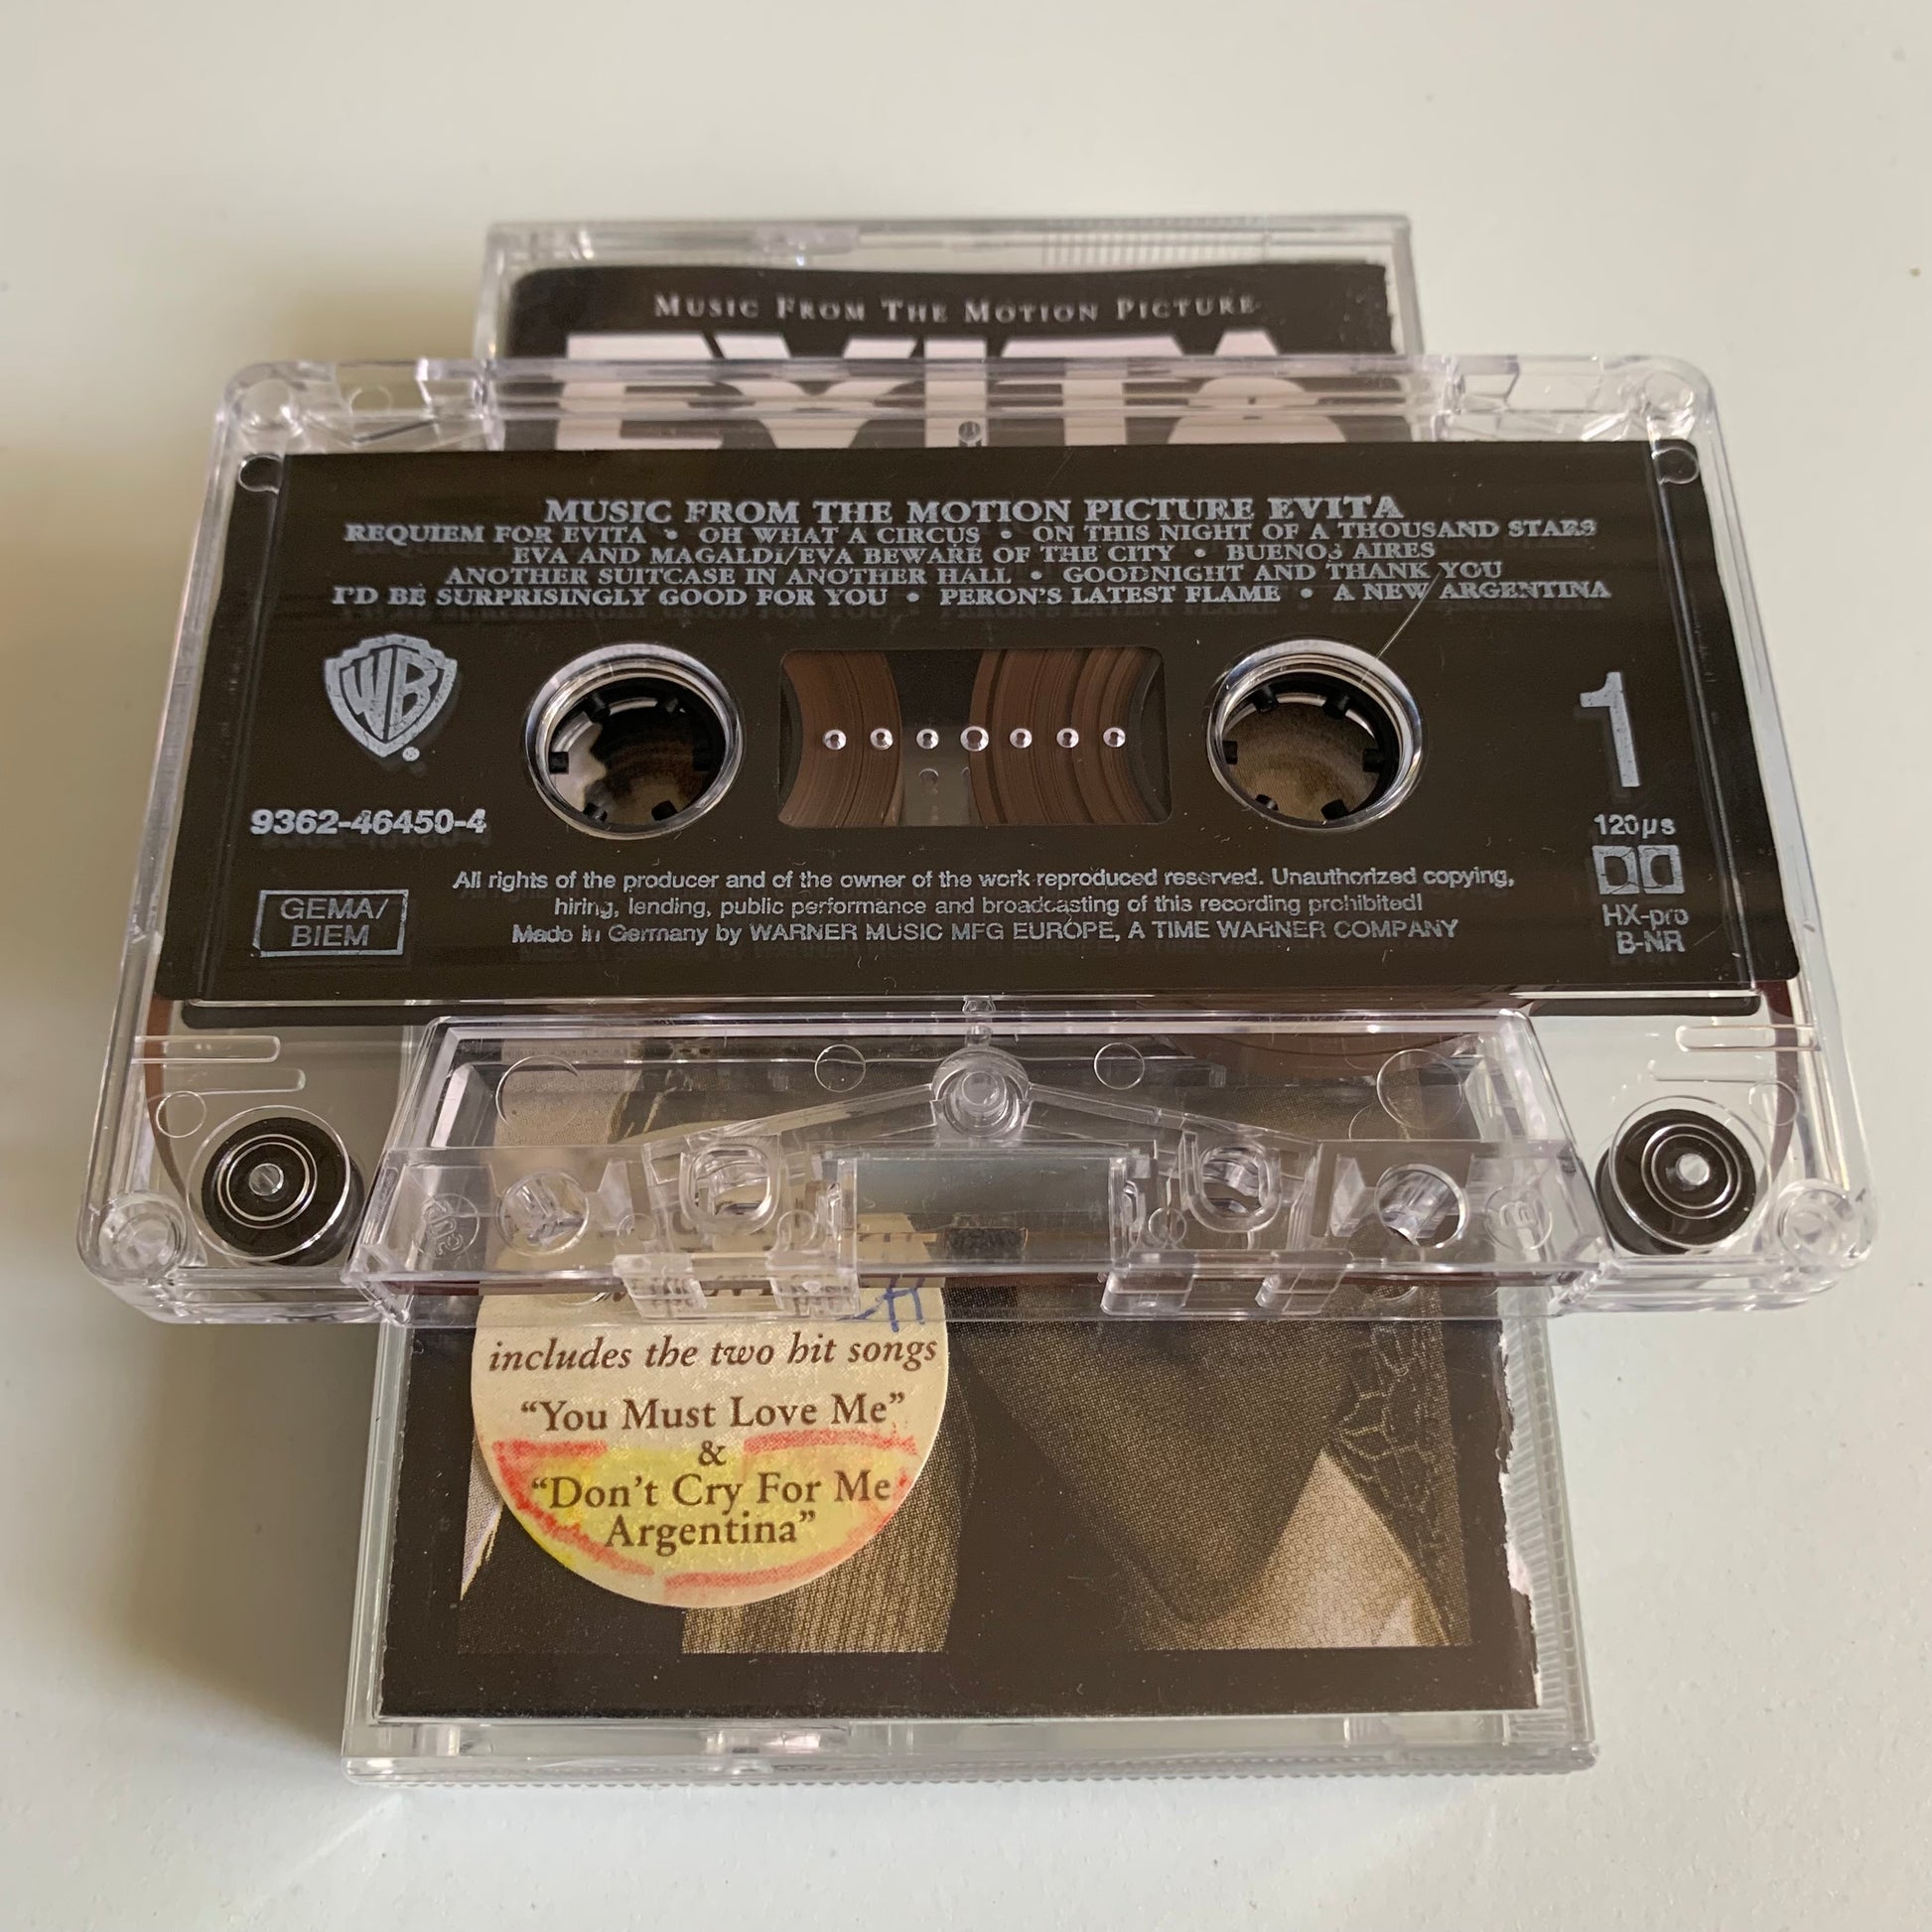 MUSIC FROM THE MOTION PICTURE
EVITA
MUSIC FROM THE MOTION PICTURE EVITA
REQUIEM FOR EVITA • OH WHAT A CIRCUS • ON THIS NIGHT OF A THOUSAND STARS
EVA AND MAGALDI/EVA BEWARE OF THE CITY • BUENOS AIRES
ANOTHER SUITCASE IN ANOTHER HALL • GOODNIGHT AND THANK YOU
I'D BE SURPRISINGLY GOOD FOR YOU • PERON'S LATEST FLAME • A NEW ARGENTINA
WB
®
1
9362-46450-4
120µs
HX-pro
B-NR
GEMA/
BIEM
All rights of the producer and of the owner of the work reproduced reserved. Unauthorized copying,
hiring, lending, public performance and broadcasting of this recording prohibited!
Made in Germany by WARNER MUSIC MFG EUROPE, A TIME WARNER COMPANY
includes the two hit songs
“You Must Love Me”
&
“Don't Cry For Me
Argentina”